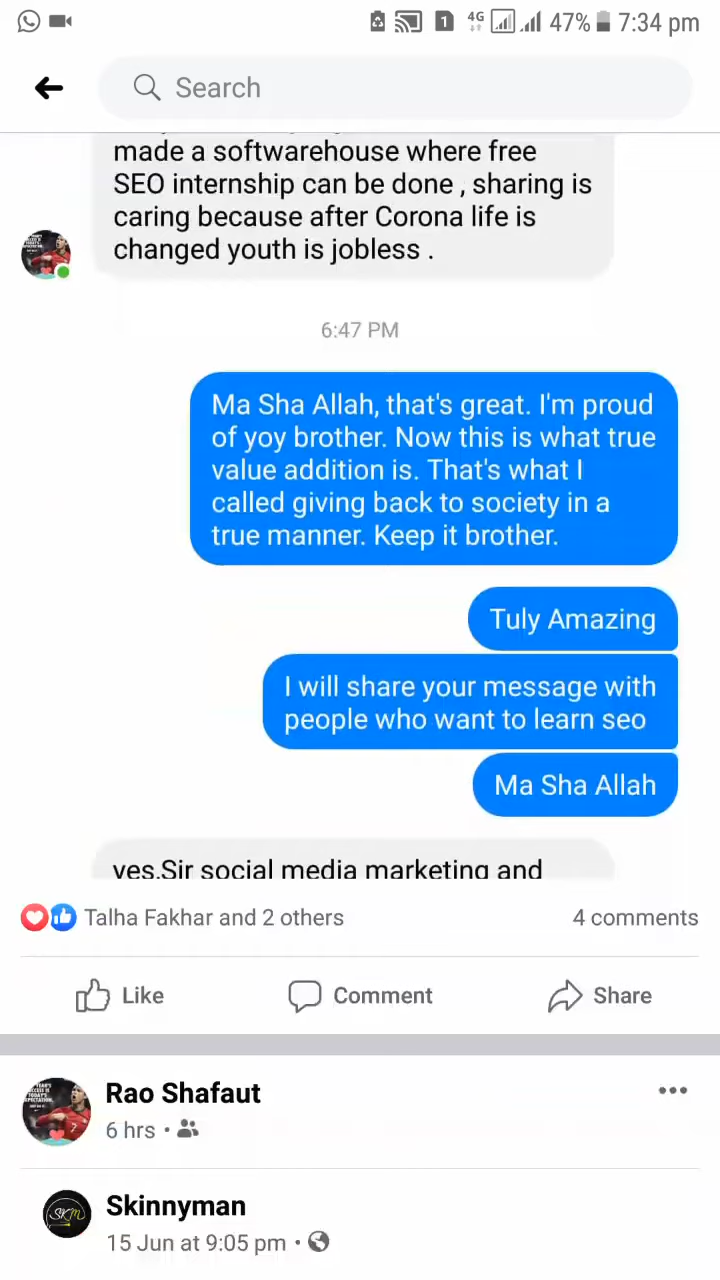 4G
1
47%
7:34 pm
Search
made a softwarehouse where free
SEO internship can be done , sharing is
caring because after Corona life is
changed youth is jobless .
6:47 PM
Ma Sha Allah, that's great. I'm proud
of yoy brother. Now this is what true
value addition is. That's what I
called giving back to society in a
true manner. Keep it brother.
Tuly Amazing
I will share your message with
people who want to learn seo
Ma Sha Allah
yes.Sir social media marketing and
Talha Fakhar and 2 others
4 comments
Like
Comment
Share
Rao Shafaut
6 hrs
Skinnyman
SKM
15 Jun at 9:05 pm